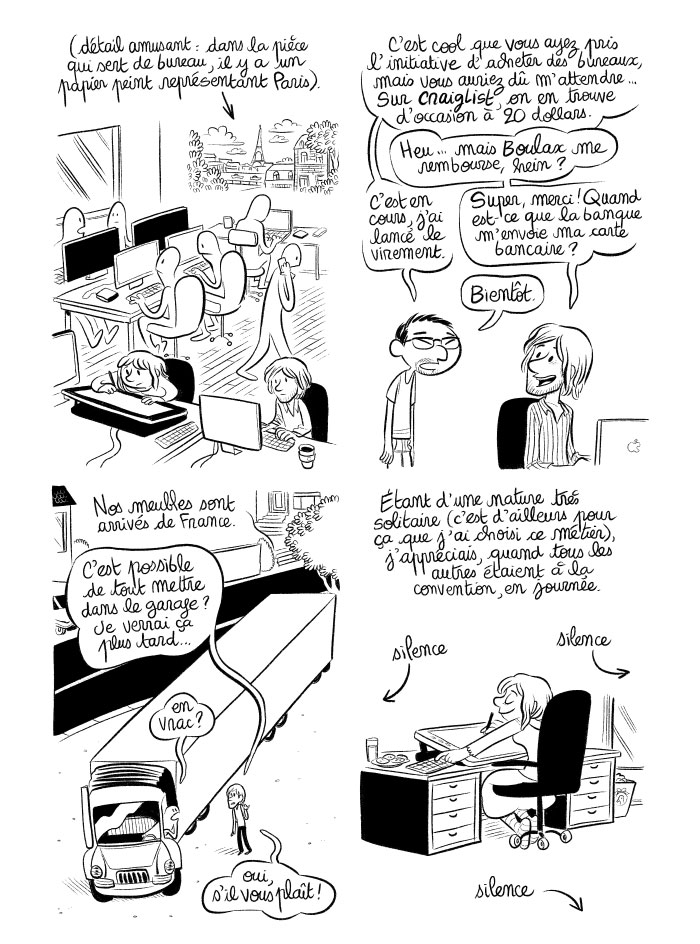 (détail amusant : dans la pièce
qui sert de bureau, il y a un
papier peint représentant Paris).
C'est cool que vous ayez pris
l'initiative d'acheter des bureaux,
mais vous auriez dû m'attendre...
Sur CRAIGLIST, on en trouve
d'occasion à 20 dollars.
Heu... mais Boulax me
rembourse, hein ?
C'est en
cours, j'ai
lancé le
virement.
Super, merci ! Quand
est-ce que la banque
m'envoie ma carte
bancaire ?
Bientôt.
Nos meubles sont
arrivés de France.
C'est possible
de tout mettre
dans le garage ?
Je verrai ça
plus tard...
en
vrac ?
oui,
s'il vous plaît !
Étant d'une nature très
solitaire (c'est d'ailleurs pour
ça que j'ai choisi ce métier),
j'appréciais, quand tous les
autres étaient à la
convention, en journée.
silence
silence
silence